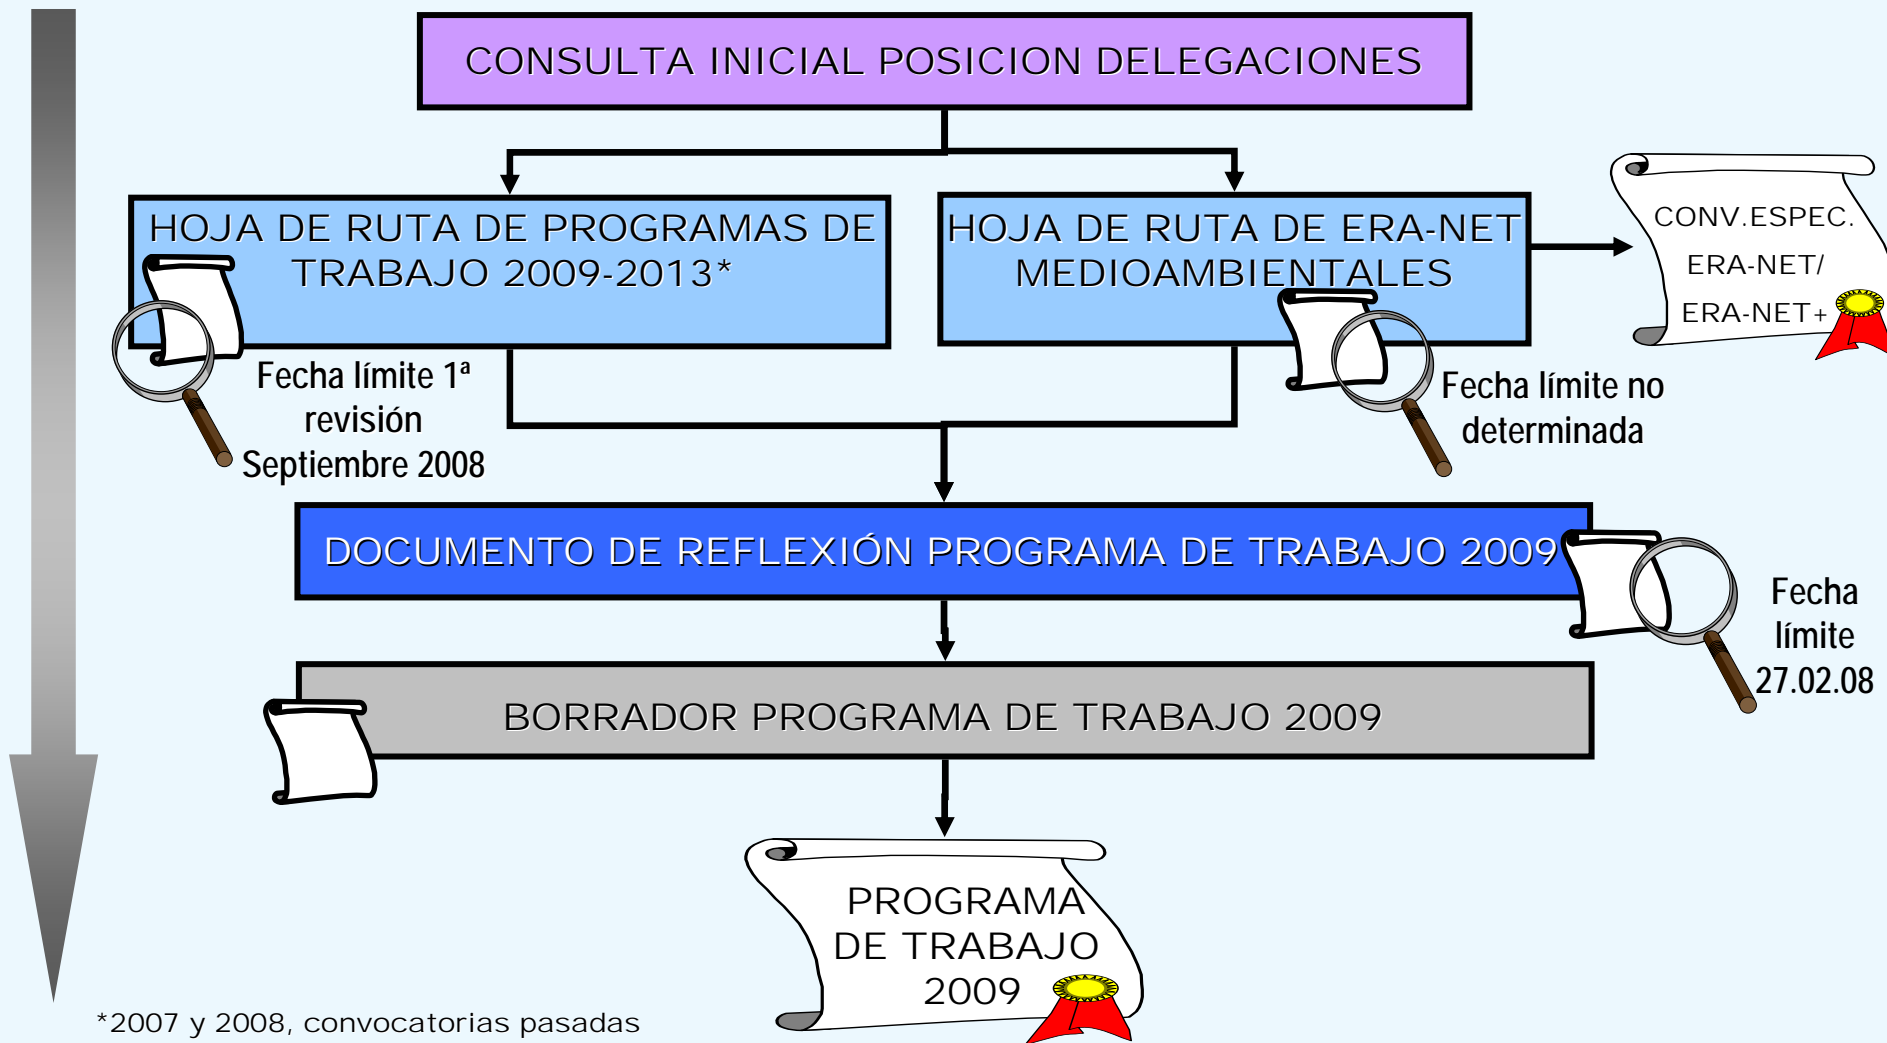 CONSULTA INICIAL POSICION DELEGACIONES
HOJA DE RUTA DE PROGRAMAS DE
TRABAJO 2009-2013*
HOJA DE RUTA DE ERA-NET
MEDIOAMBIENTALES
CONV.ESPEC.
ERA-NET/
ERA-NET+
Fecha límite 1ª
revisión
Septiembre 2008
Fecha límite no
determinada
DOCUMENTO DE REFLEXIÓN PROGRAMA DE TRABAJO 2009
Fecha
límite
27.02.08
BORRADOR PROGRAMA DE TRABAJO 2009
PROGRAMA
DE TRABAJO
2009
*2007 y 2008, convocatorias pasadas